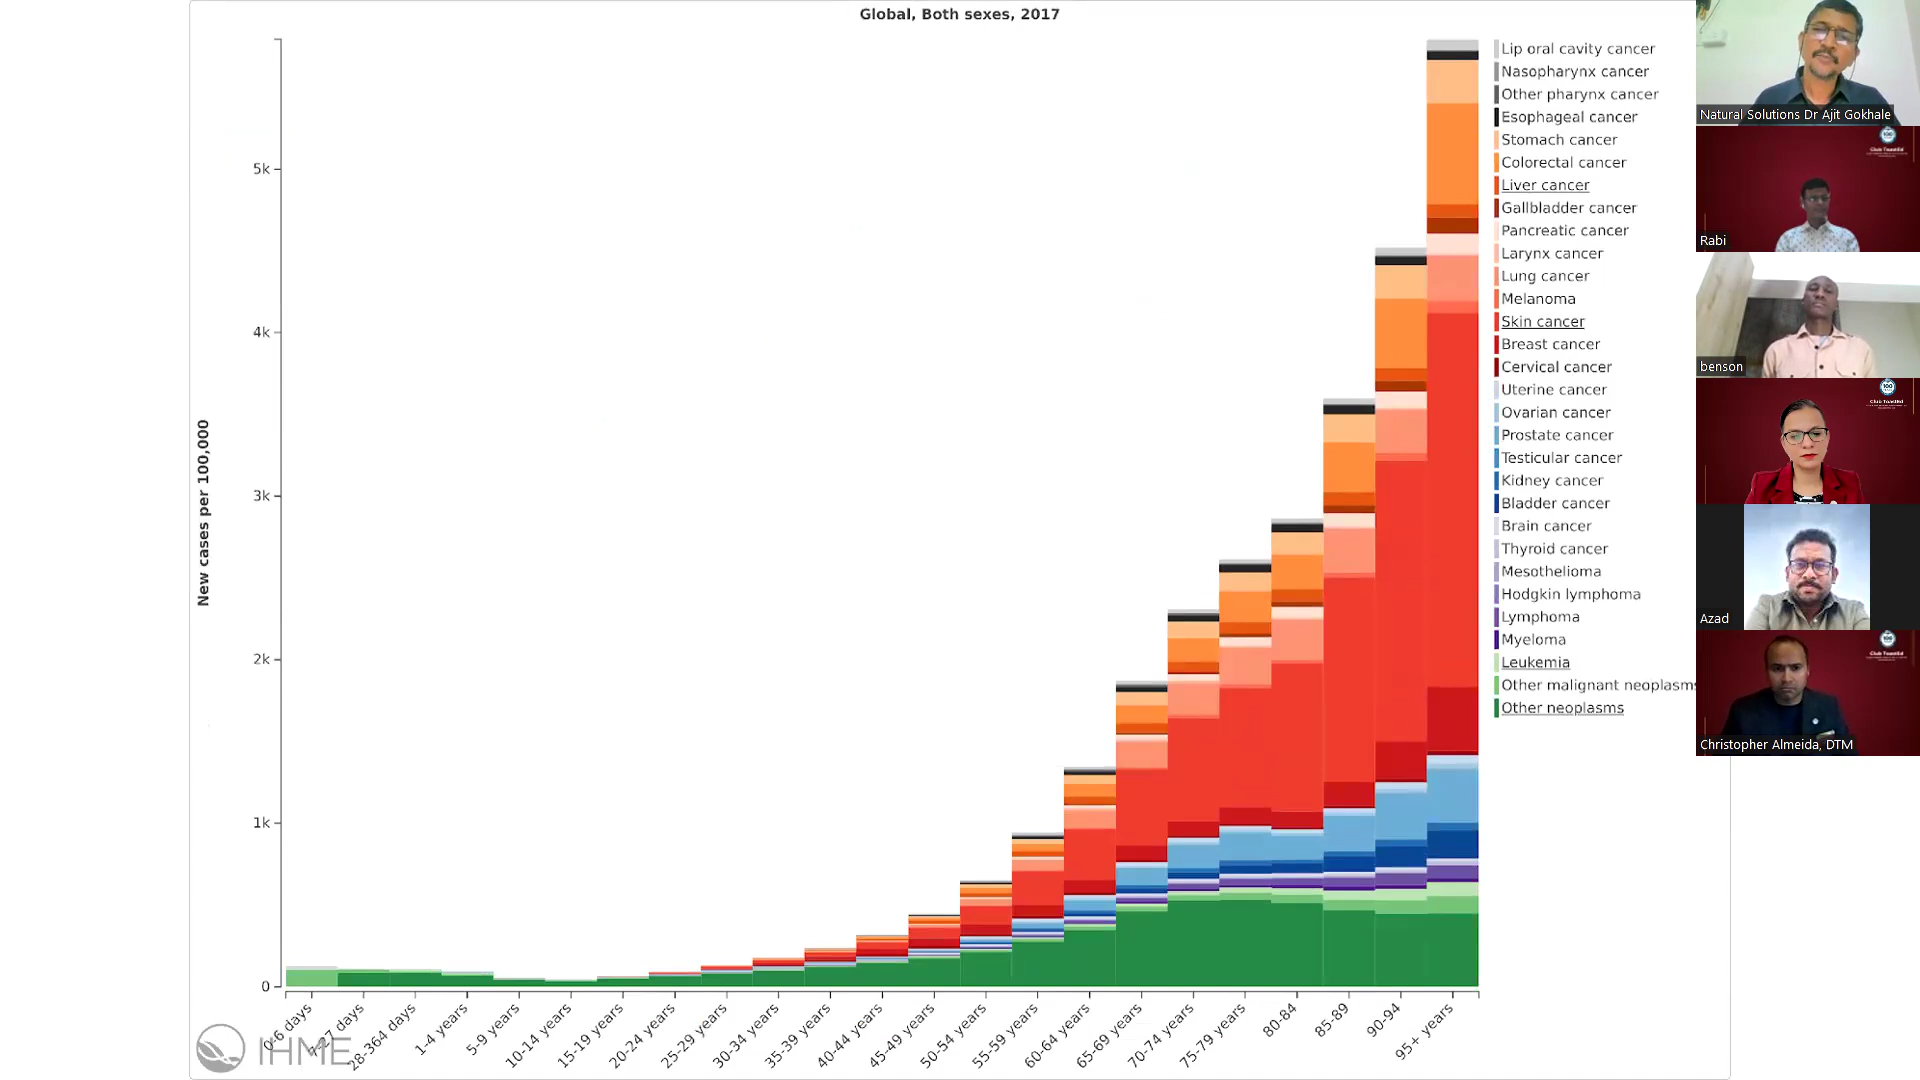 Global, Both sexes, 2017
New cases per 100,000
5k
4k
3k
2k
1k
0
0-6 days
7-27 days
28-364 days
1-4 years
5-9 years
10-14 years
15-19 years
20-24 years
25-29 years
30-34 years
35-39 years
40-44 years
45-49 years
50-54 years
55-59 years
60-64 years
65-69 years
70-74 years
75-79 years
80-84
85-89
90-94
95+ years
IHME
Lip oral cavity cancer
Nasopharynx cancer
Other pharynx cancer
Esophageal cancer
Stomach cancer
Colorectal cancer
Liver cancer
Gallbladder cancer
Pancreatic cancer
Larynx cancer
Lung cancer
Melanoma
Skin cancer
Breast cancer
Cervical cancer
Uterine cancer
Ovarian cancer
Prostate cancer
Testicular cancer
Kidney cancer
Bladder cancer
Brain cancer
Thyroid cancer
Mesothelioma
Hodgkin lymphoma
Lymphoma
Myeloma
Leukemia
Other malignant neoplasms
Other neoplasms
Natural Solutions Dr Ajit Gokhale
Club ToastEd
Rabi
benson
100
Club ToastEd
Azad
Club ToastEd
Christopher Almeida, DTM